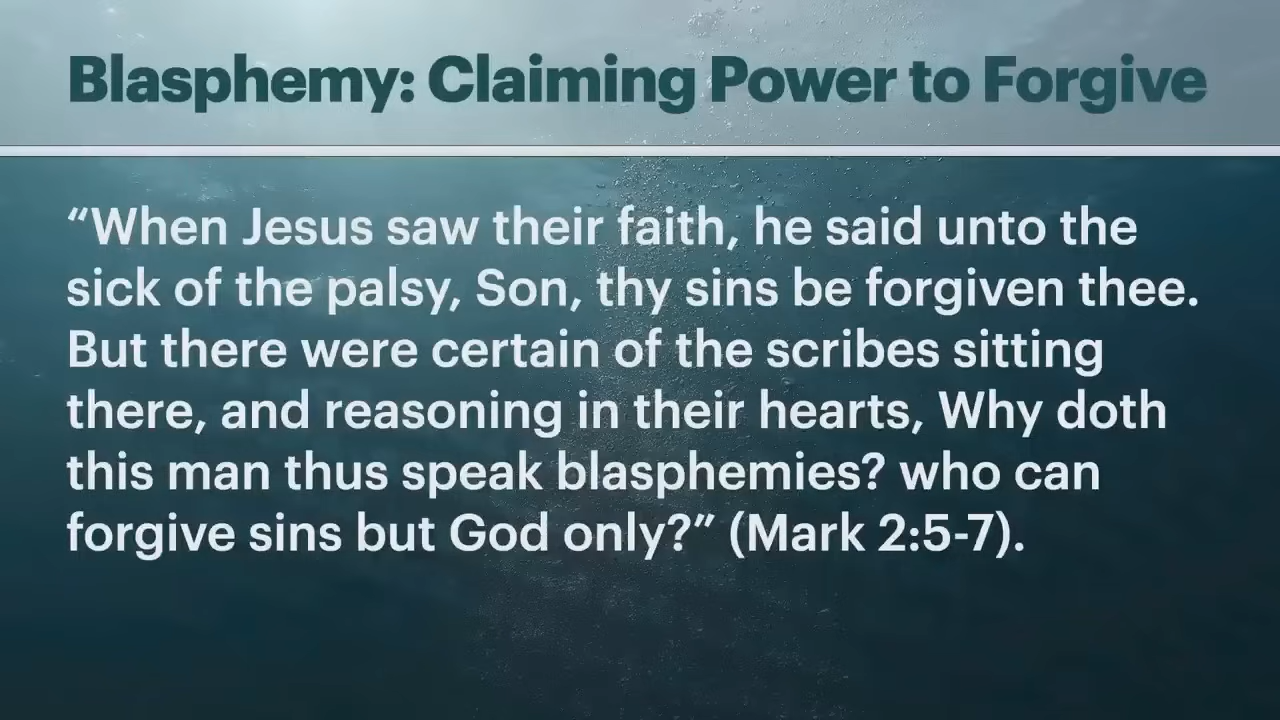 Blasphemy: Claiming Power to Forgive
“When Jesus saw their faith, he said unto the
sick of the palsy, Son, thy sins be forgiven thee.
But there were certain of the scribes sitting
there, and reasoning in their hearts, Why doth
this man thus speak blasphemies? who can
forgive sins but God only?” (Mark 2:5-7).